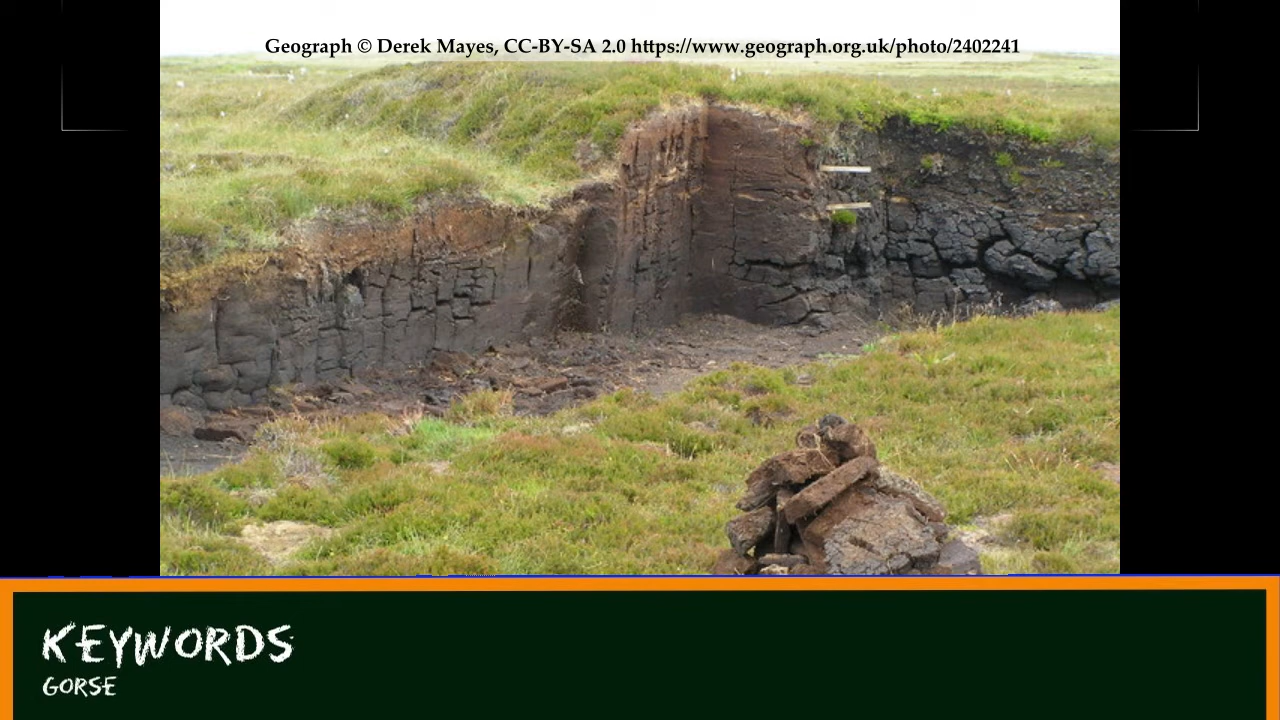 Geograph © Derek Mayes, CC-BY-SA 2.0 https://www.geograph.org.uk/photo/2402241
KEYWORDS
GORSE